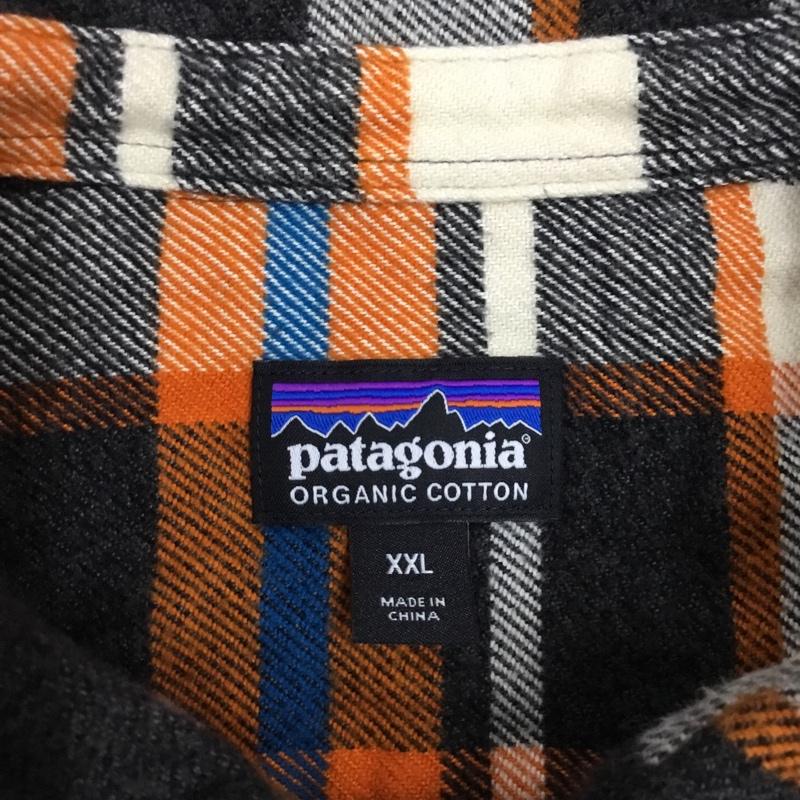 patagonia®
ORGANIC COTTON
XXL
MADE IN
CHINA